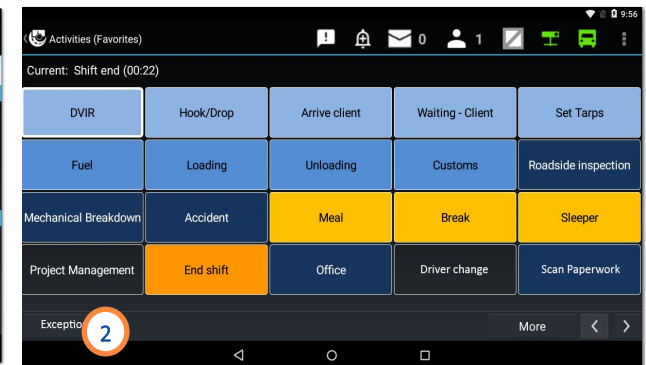 9:56
Activities (Favorites) 0 1
Current: Shift end (00:22)
DVIR Hook/Drop Arrive client Waiting - Client Set Tarps
Fuel Loading Unloading Customs Roadside inspection
Mechanical Breakdown Accident Meal Break Sleeper
Project Management End shift Office Driver change Scan Paperwork
Exceptio 2 More